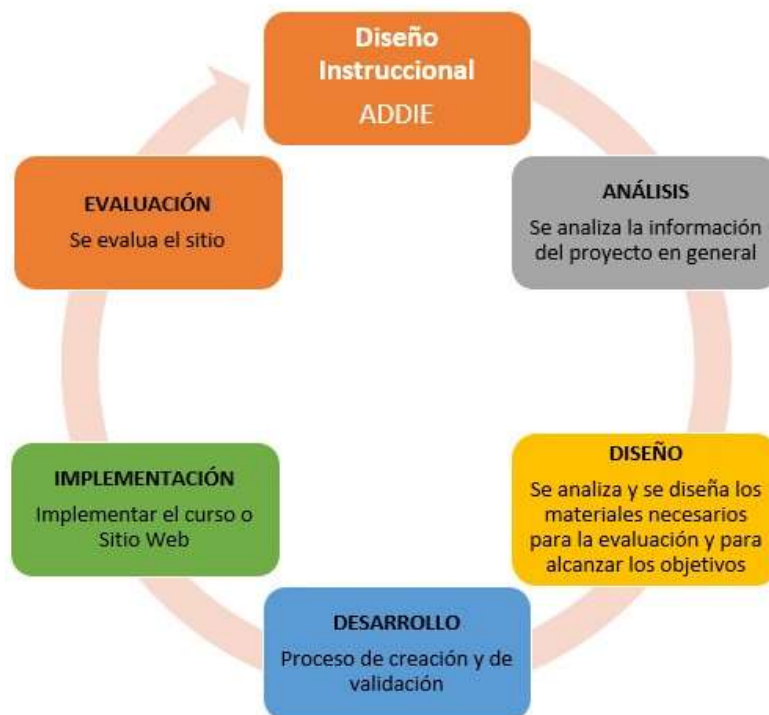 Diseño
Instruccional
ADDIE
ANÁLISIS
Se analiza la información
del proyecto en general
DISEÑO
Se analiza y se diseña los
materiales necesarios
para la evaluación y para
alcanzar los objetivos
DESARROLLO
Proceso de creación y de
validación
IMPLEMENTACIÓN
Implementar el curso o
Sitio Web
EVALUACIÓN
Se evalua el sitio